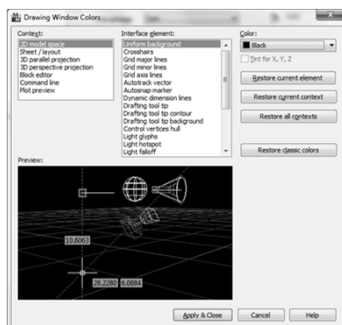 Drawing Window Colors
Context:
2D model space
Sheet / layout
3D parallel projection
3D perspective projection
Block editor
Command line
Plot preview
Interface element:
Uniform background
Crosshairs
Grid major lines
Grid minor lines
Grid axis lines
Autotrack vector
Autosnap marker
Dynamic dimension lines
Drafting tool tip
Drafting tool tip contour
Drafting tool tip background
Control vertices hull
Light glyphs
Light hotspot
Light falloff
Color:
Black
Tint for X, Y, Z
Restore current element
Restore current context
Restore all contexts
Restore classic colors
Preview:
10.6063
28.2280 6.0884
Apply & Close
Cancel
Help